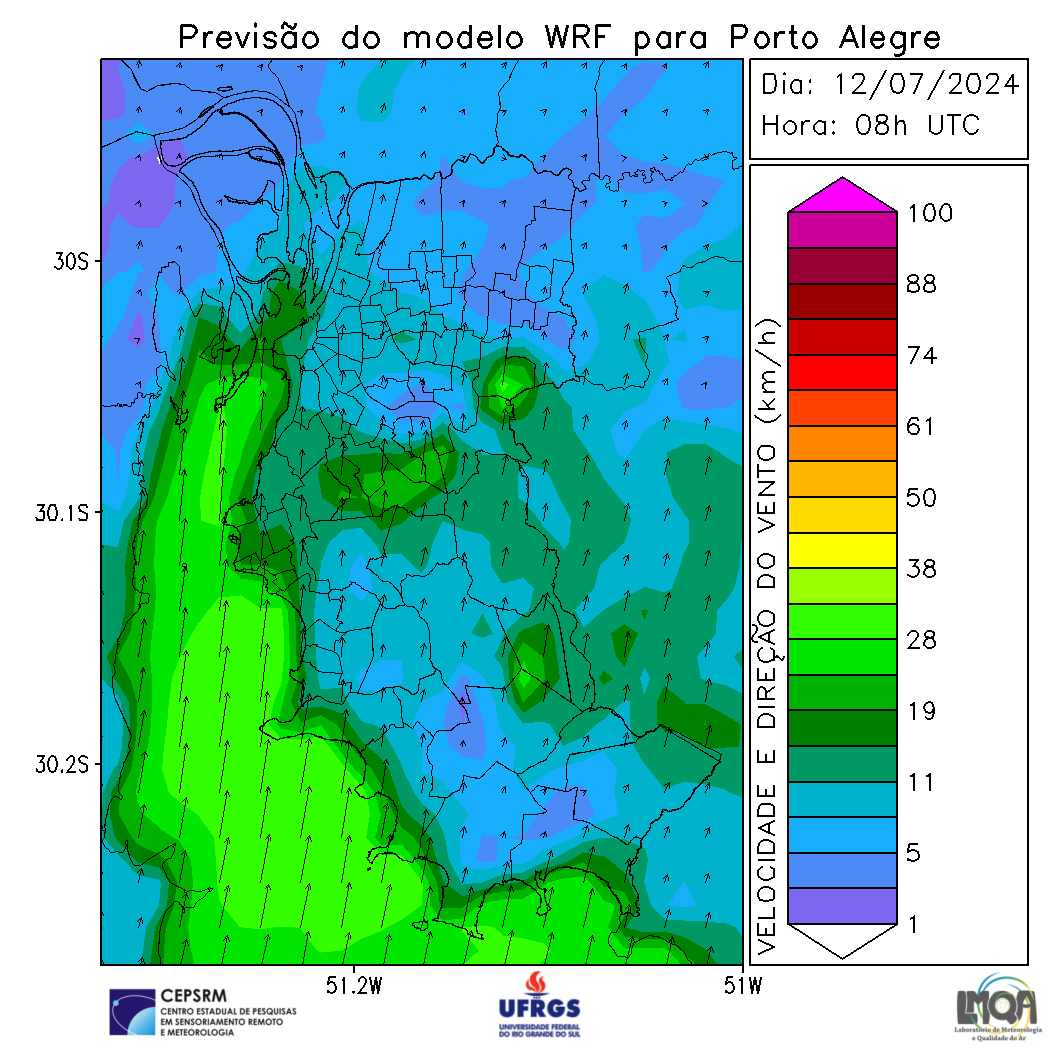 Previsão do modelo WRF para Porto Alegre
Dia: 12/07/2024
Hora: 08h UTC
30S
30.1S
30.2S
51.2W
51W
VELOCIDADE E DIREÇÃO DO VENTO (km/h)
100
88
74
61
50
38
28
19
11
5
1
CEPSRM
CENTRO ESTADUAL DE PESQUISAS
EM SENSORIAMENTO REMOTO
E METEOROLOGIA
UFRGS
UNIVERSIDADE FEDERAL
DO RIO GRANDE DO SUL
LMQA
Laboratório de Meteorologia
e Qualidade do Ar